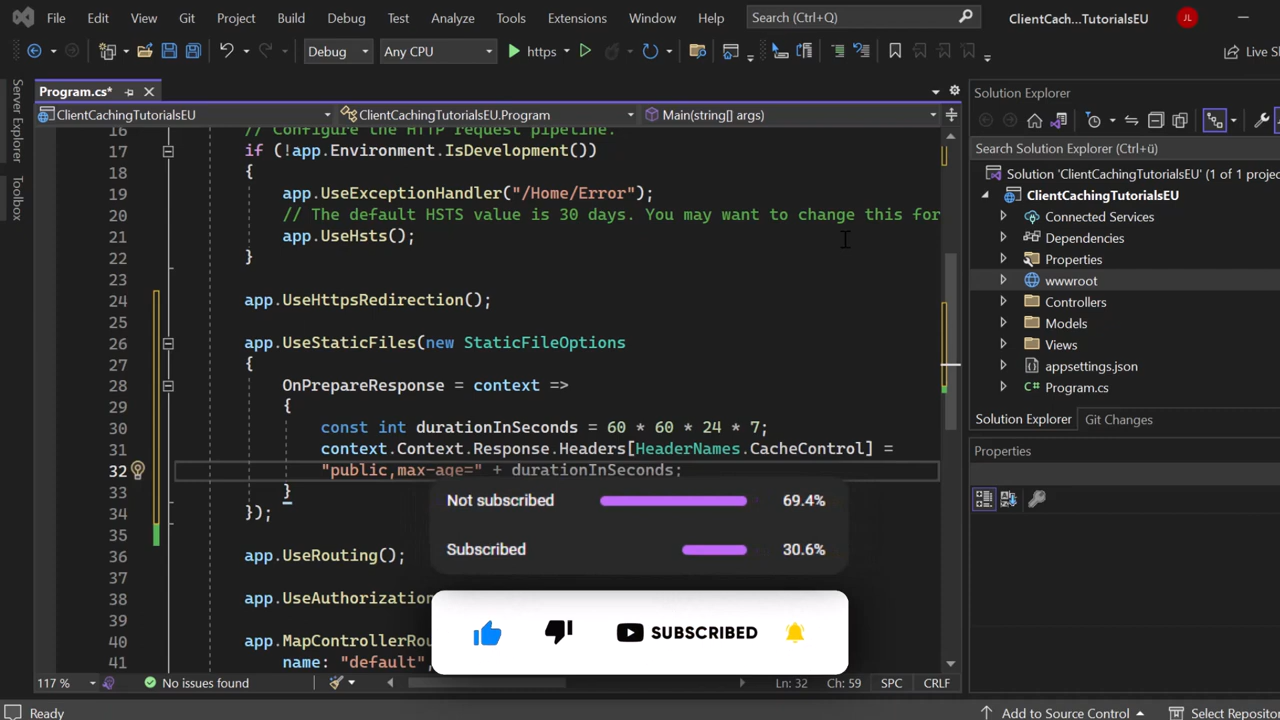 File Edit View Git Project Build Debug Test Analyze Tools Extensions Window Help Search (Ctrl+Q) ClientCach...TutorialsEU JL
Debug Any CPU https Live S
Server Explorer
Toolbox
Program.cs*
ClientCachingTutorialsEU ClientCachingTutorialsEU.Program Main(string[] args)
16 // Configure the HTTP request pipeline.
17 if (!app.Environment.IsDevelopment())
18 {
19 app.UseExceptionHandler("/Home/Error");
20 // The default HSTS value is 30 days. You may want to change this for
21 app.UseHsts();
22 }
23
24 app.UseHttpsRedirection();
25
26 app.UseStaticFiles(new StaticFileOptions
27 {
28 OnPrepareResponse = context =>
29 {
30 const int durationInSeconds = 60 * 60 * 24 * 7;
31 context.Context.Response.Headers[HeaderNames.CacheControl] =
32 "public,max-age=" + durationInSeconds;
33 }
34 });
35
36 app.UseRouting();
37
38 app.UseAuthorization
39
40 app.MapControllerRou
41 name: "default",
Not subscribed 69.4%
Subscribed 30.6%
SUBSCRIBED
117 % No issues found Ln: 32 Ch: 59 SPC CRLF
Solution Explorer
Search Solution Explorer (Ctrl+ü)
Solution 'ClientCachingTutorialsEU' (1 of 1 projec
ClientCachingTutorialsEU
Connected Services
Dependencies
Properties
wwwroot
Controllers
Models
Views
appsettings.json
Program.cs
Solution Explorer Git Changes
Properties
Ready Add to Source Control Select Reposito